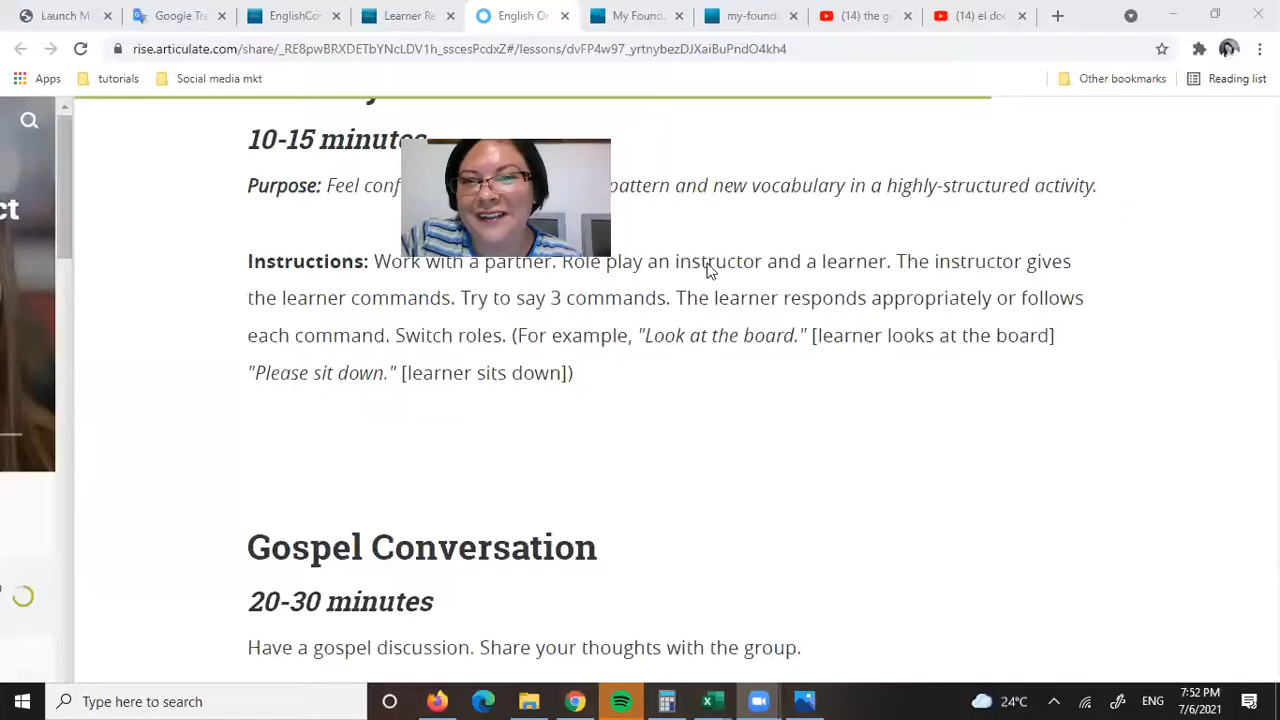 Launch M
Google Tra
EnglishCon
Learner Re
English On
My Found
my-found
(14) the g
(14) el do
rise.articulate.com/share/_RE8pwBRXDETbYNcLDV1h_sscesPcdxZ#/lessons/dvFP4w97_yrtnybezDJXaiBuPndO4kh4
Apps
tutorials
Social media mkt
Other bookmarks
Reading list
10-15 minutes
Purpose: Feel conf pattern and new vocabulary in a highly-structured activity.
ct
Instructions: Work with a partner. Role play an instructor and a learner. The instructor gives
the learner commands. Try to say 3 commands. The learner responds appropriately or follows
each command. Switch roles. (For example, "Look at the board." [learner looks at the board]
"Please sit down." [learner sits down])
Gospel Conversation
20-30 minutes
Have a gospel discussion. Share your thoughts with the group.
Type here to search
24°C
ENG
7:52 PM
7/6/2021